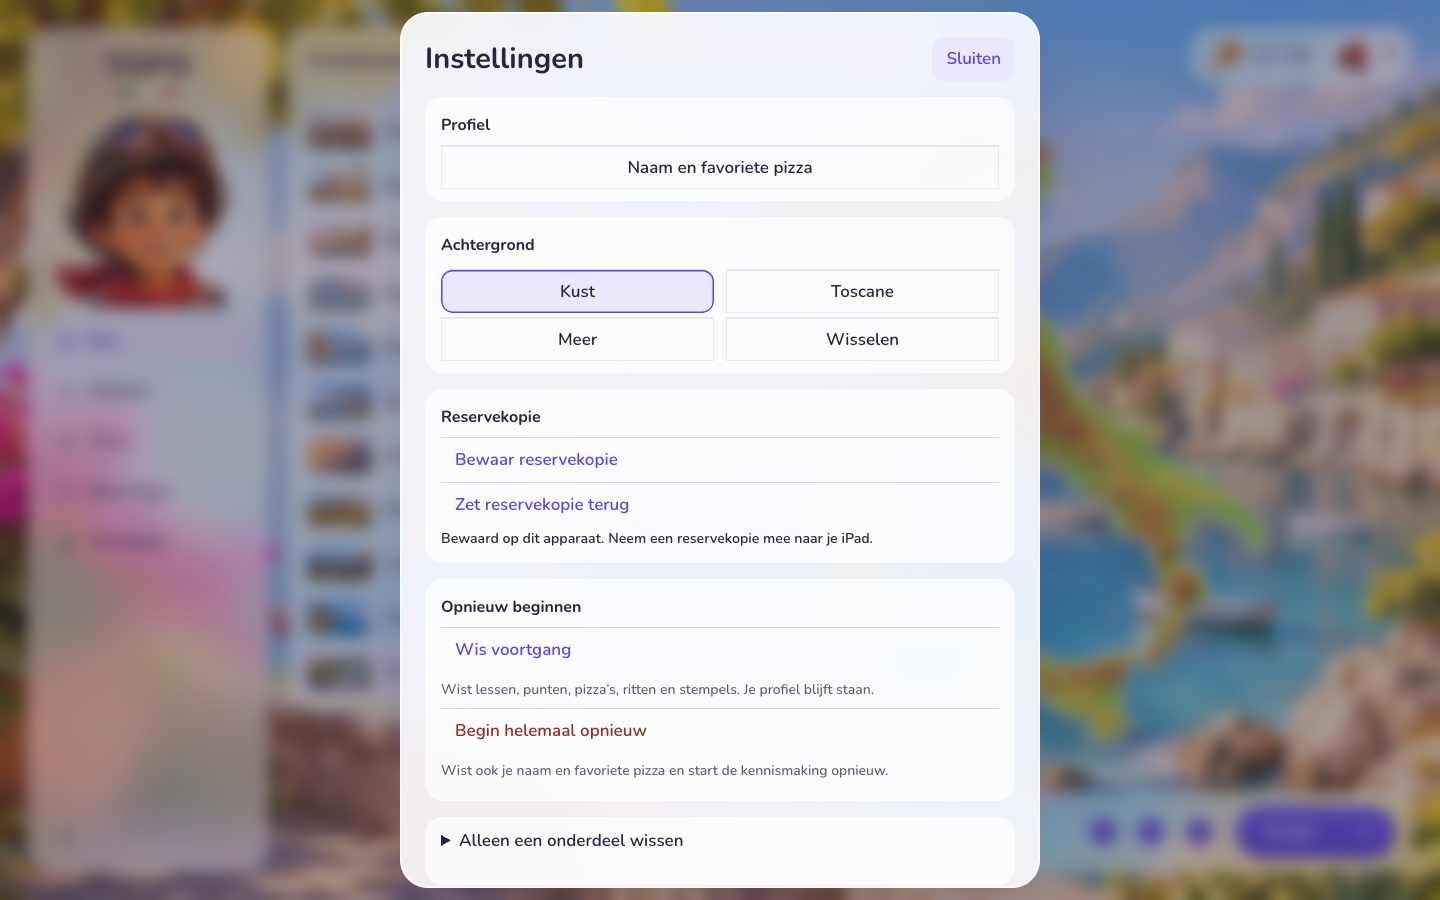 Instellingen
Sluiten
Profiel
Naam en favoriete pizza
Achtergrond
Kust
Toscane
Meer
Wisselen
Reservekopie
Bewaar reservekopie
Zet reservekopie terug
Bewaard op dit apparaat. Neem een reservekopie mee naar je iPad.
Opnieuw beginnen
Wis voortgang
Wist lessen, punten, pizza's, ritten en stempels. Je profiel blijft staan.
Begin helemaal opnieuw
Wist ook je naam en favoriete pizza en start de kennismaking opnieuw.
Alleen een onderdeel wissen